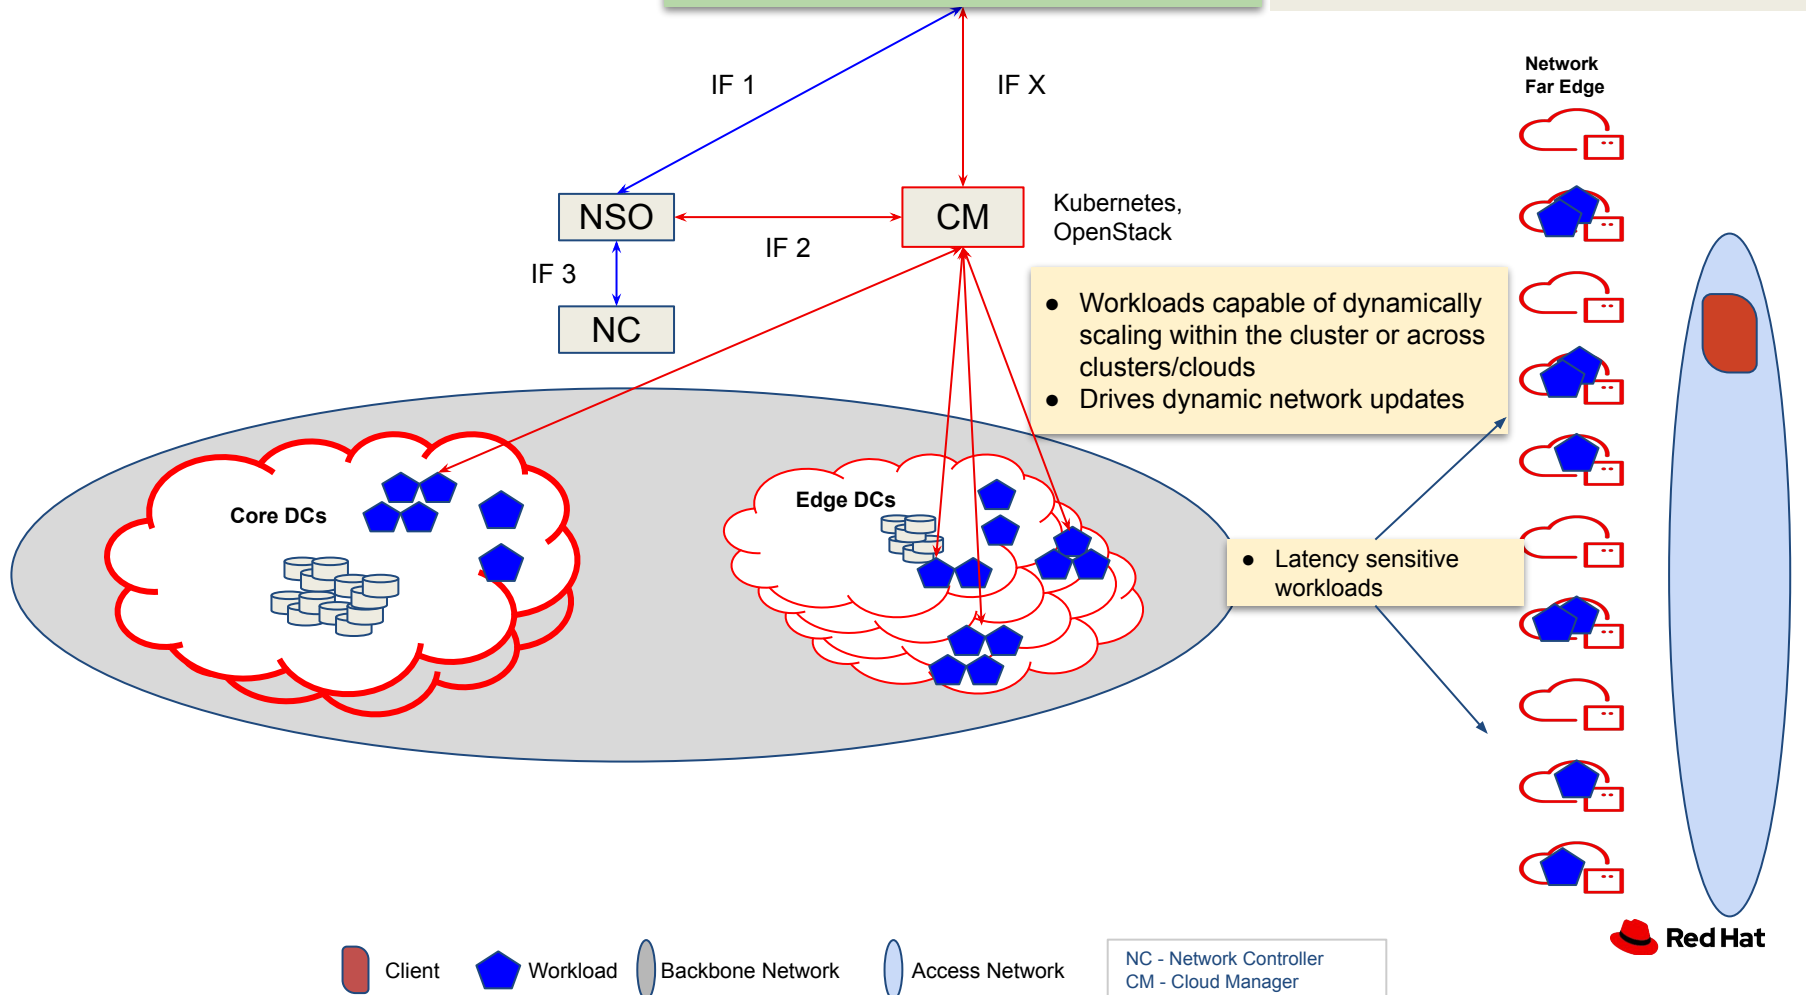 IF 1
IF X
Network
Far Edge
NSO
CM
Kubernetes,
OpenStack
IF 2
IF 3
NC
● Workloads capable of dynamically
scaling within the cluster or across
clusters/clouds
● Drives dynamic network updates
Core DCs
Edge DCs
● Latency sensitive
workloads
Red Hat
Client
Workload
Backbone Network
Access Network
NC - Network Controller
CM - Cloud Manager